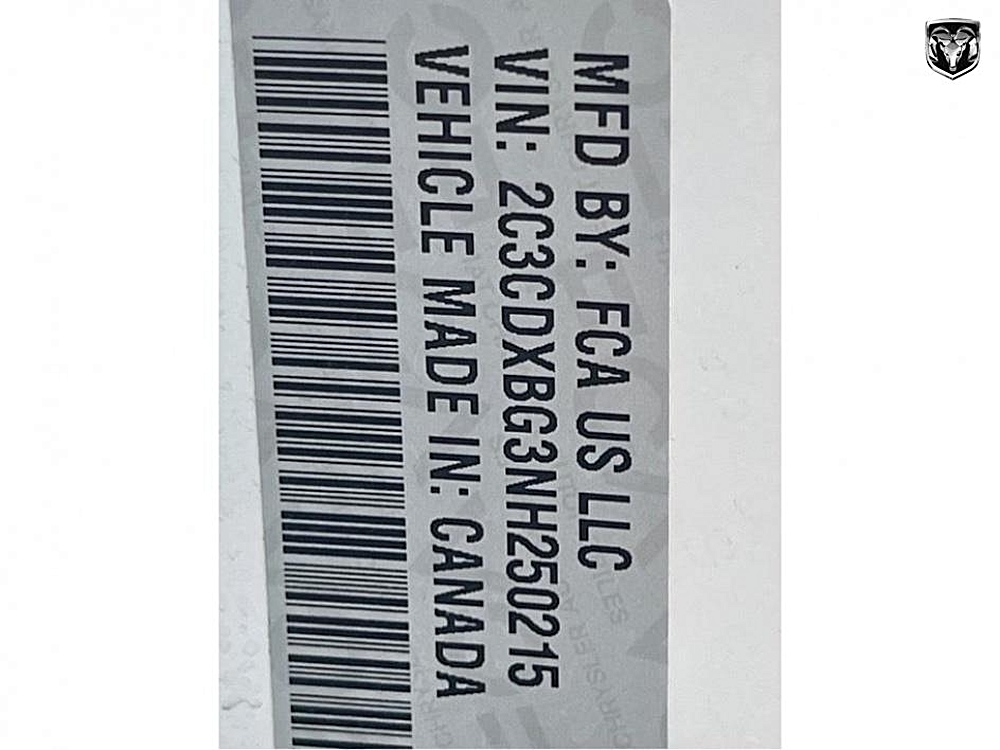 MFD BY: FCA US LLC
VIN: 2C3CDXBG3NH250215
VEHICLE MADE IN: CANADA